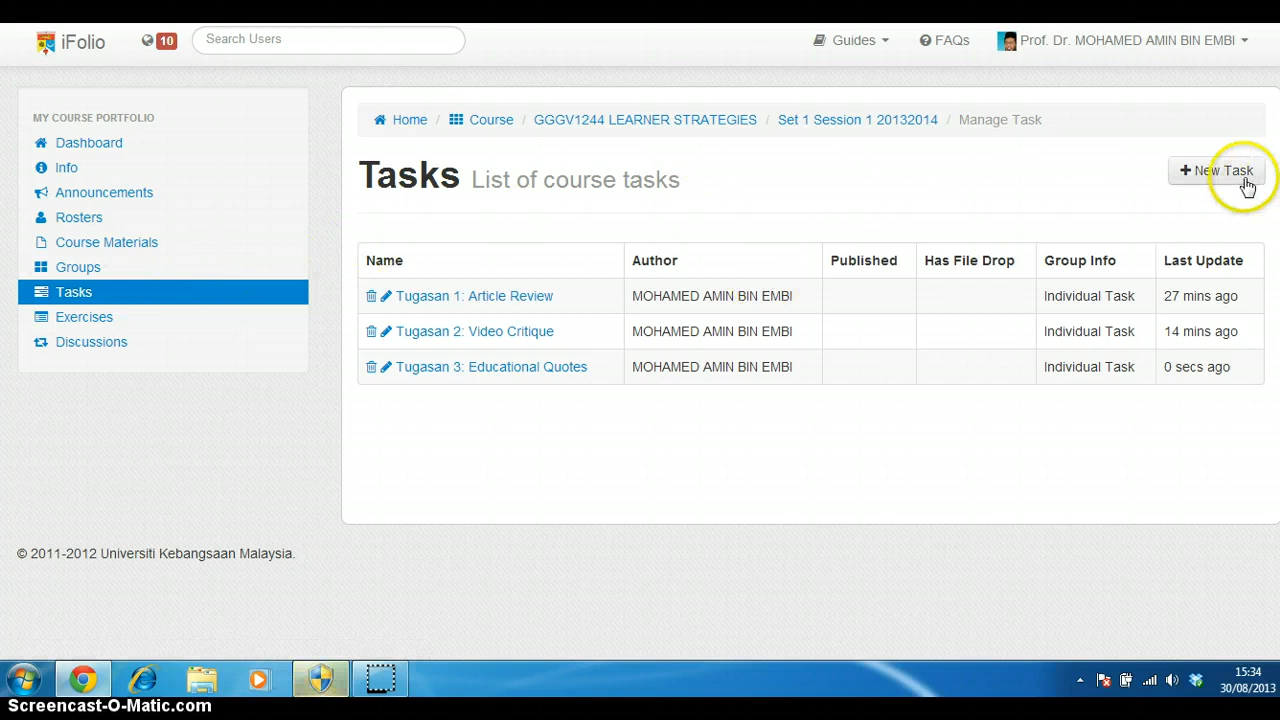 iFolio 10 Search Users Guides FAQs Prof. Dr. MOHAMED AMIN BIN EMBI
MY COURSE PORTFOLIO
Dashboard
Info
Announcements
Rosters
Course Materials
Groups
Tasks
Exercises
Discussions
Home / Course / GGGV1244 LEARNER STRATEGIES / Set 1 Session 1 20132014 / Manage Task
Tasks List of course tasks
+ New Task
Name Author Published Has File Drop Group Info Last Update
Tugasan 1: Article Review MOHAMED AMIN BIN EMBI Individual Task 27 mins ago
Tugasan 2: Video Critique MOHAMED AMIN BIN EMBI Individual Task 14 mins ago
Tugasan 3: Educational Quotes MOHAMED AMIN BIN EMBI Individual Task 0 secs ago
© 2011-2012 Universiti Kebangsaan Malaysia.
15:34
30/08/2013
Screencast-O-Matic.com